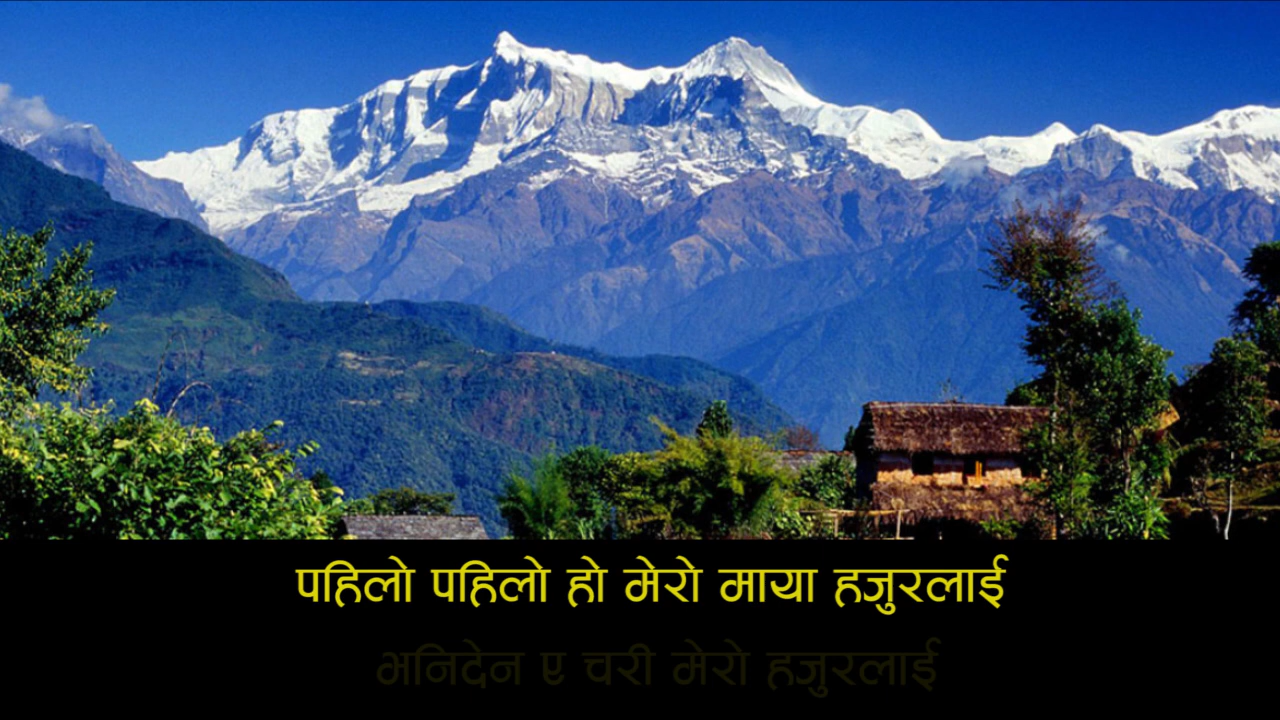 पहिलो पहिलो हो मेरो माया हजुरलाई
भनिदेन ए चरी मेरो हजुरलाई